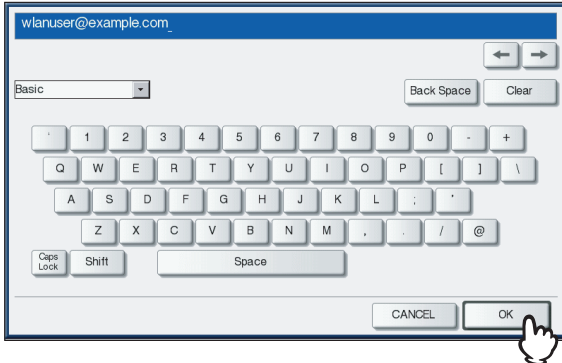 wlanuser@example.com_
← →
Basic Back Space Clear
` 1 2 3 4 5 6 7 8 9 0 - +
Q W E R T Y U I O P [ ] \
A S D F G H J K L ; '
Z X C V B N M , . / @
Caps Lock Shift Space
CANCEL OK